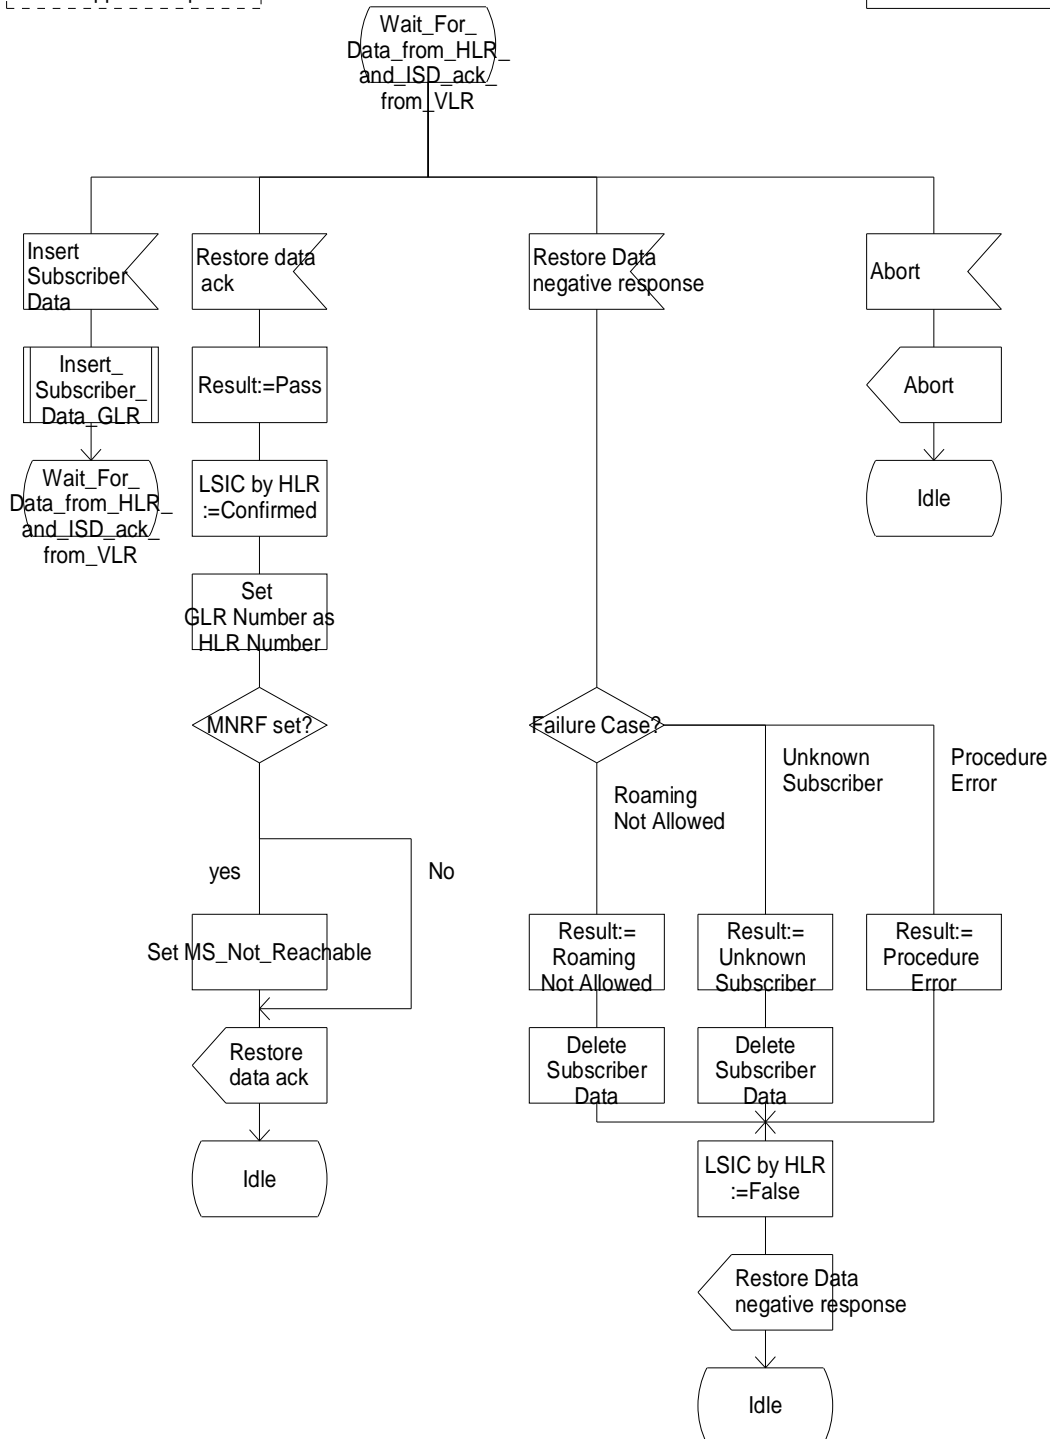 Wait_For_
Data_from_HLR_
and_ISD_ack_
from_VLR
Insert
Subscriber
Data
Restore data
ack
Restore Data
negative response
Abort
Insert_
Subscriber_
Data_GLR
Result:=Pass
Abort
Wait_For_
Data_from_HLR_
and_ISD_ack_
from_VLR
LSIC by HLR
:=Confirmed
Idle
Set
GLR Number as
HLR Number
MNRF set?
Failure Case?
Roaming
Not Allowed
Unknown
Subscriber
Procedure
Error
yes
No
Set MS_Not_Reachable
Result:=
Roaming
Not Allowed
Result:=
Unknown
Subscriber
Result:=
Procedure
Error
Restore
data ack
Delete
Subscriber
Data
Delete
Subscriber
Data
Idle
LSIC by HLR
:=False
Restore Data
negative response
Idle